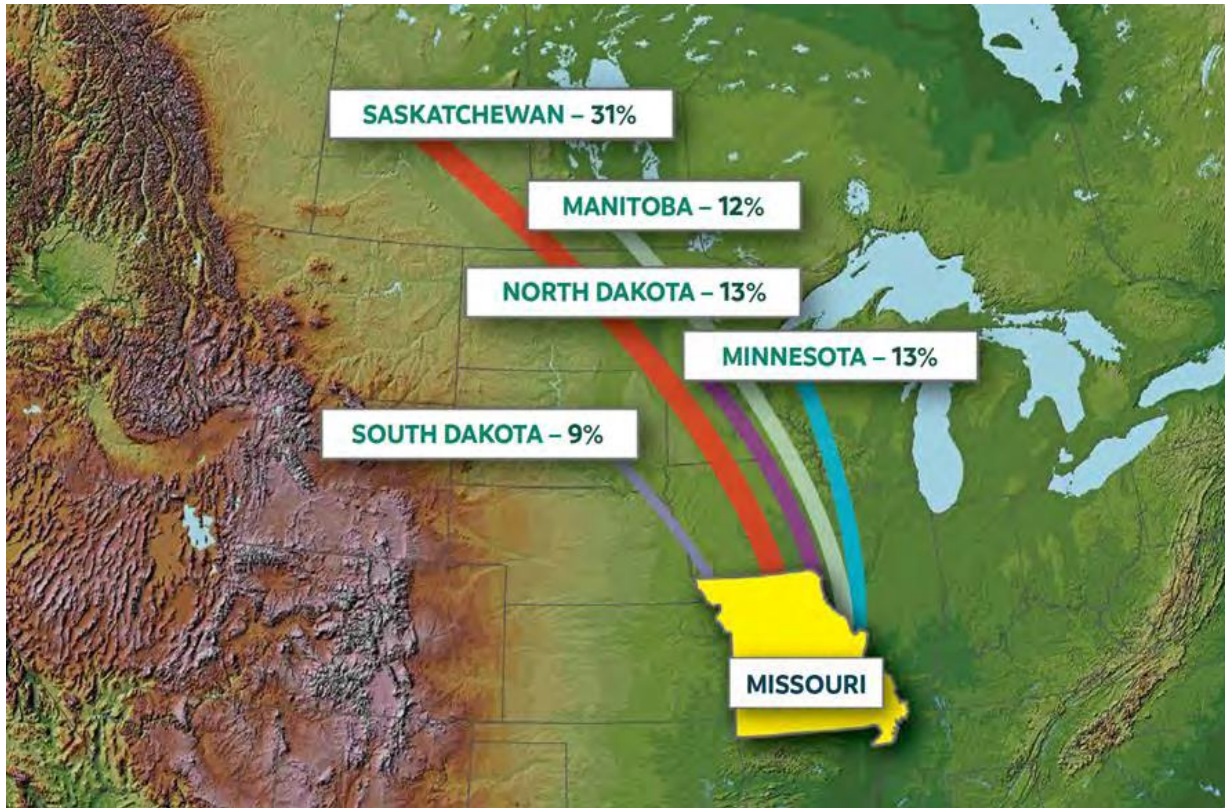 SASKATCHEWAN – 31%
MANITOBA – 12%
NORTH DAKOTA – 13%
MINNESOTA – 13%
SOUTH DAKOTA – 9%
MISSOURI